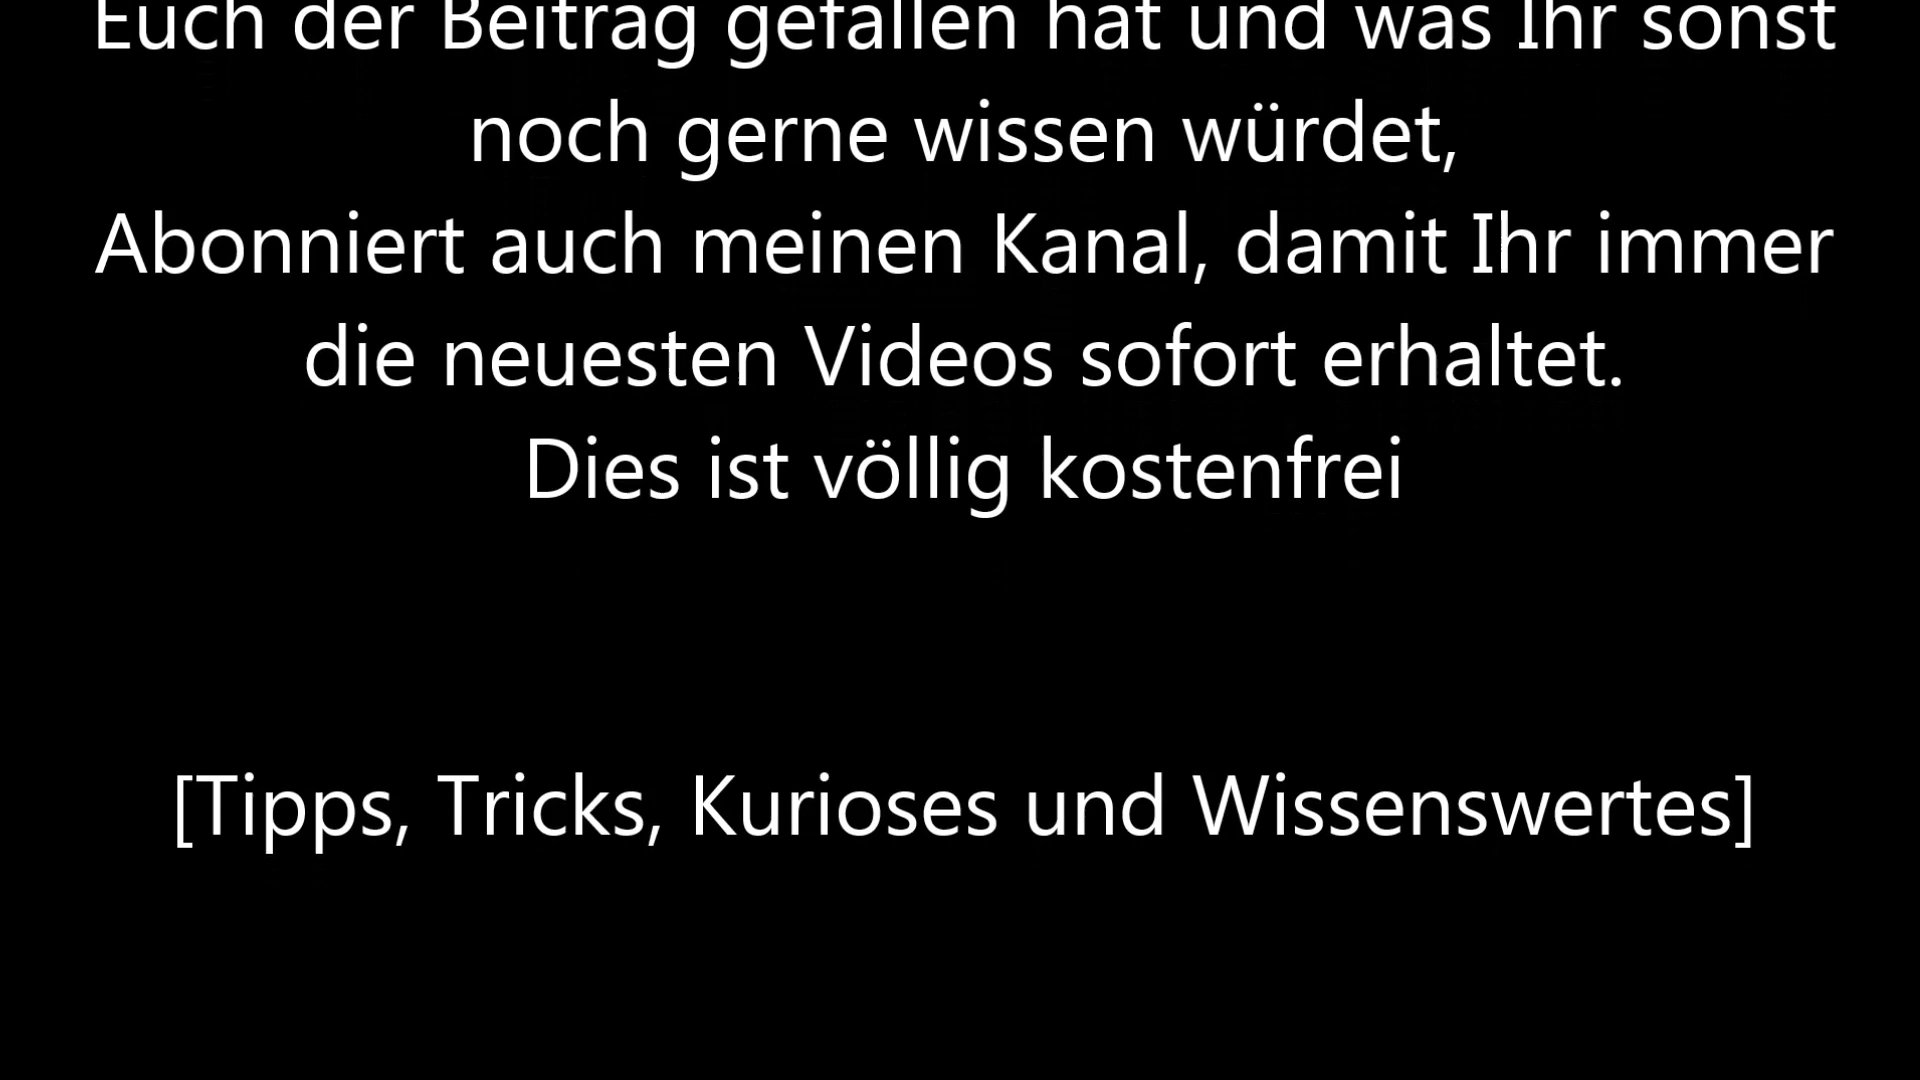 Euch der Beitrag gefallen hat und was Ihr sonst
noch gerne wissen würdet,
Abonniert auch meinen Kanal, damit Ihr immer
die neuesten Videos sofort erhaltet.
Dies ist völlig kostenfrei
[Tipps, Tricks, Kurioses und Wissenswertes]